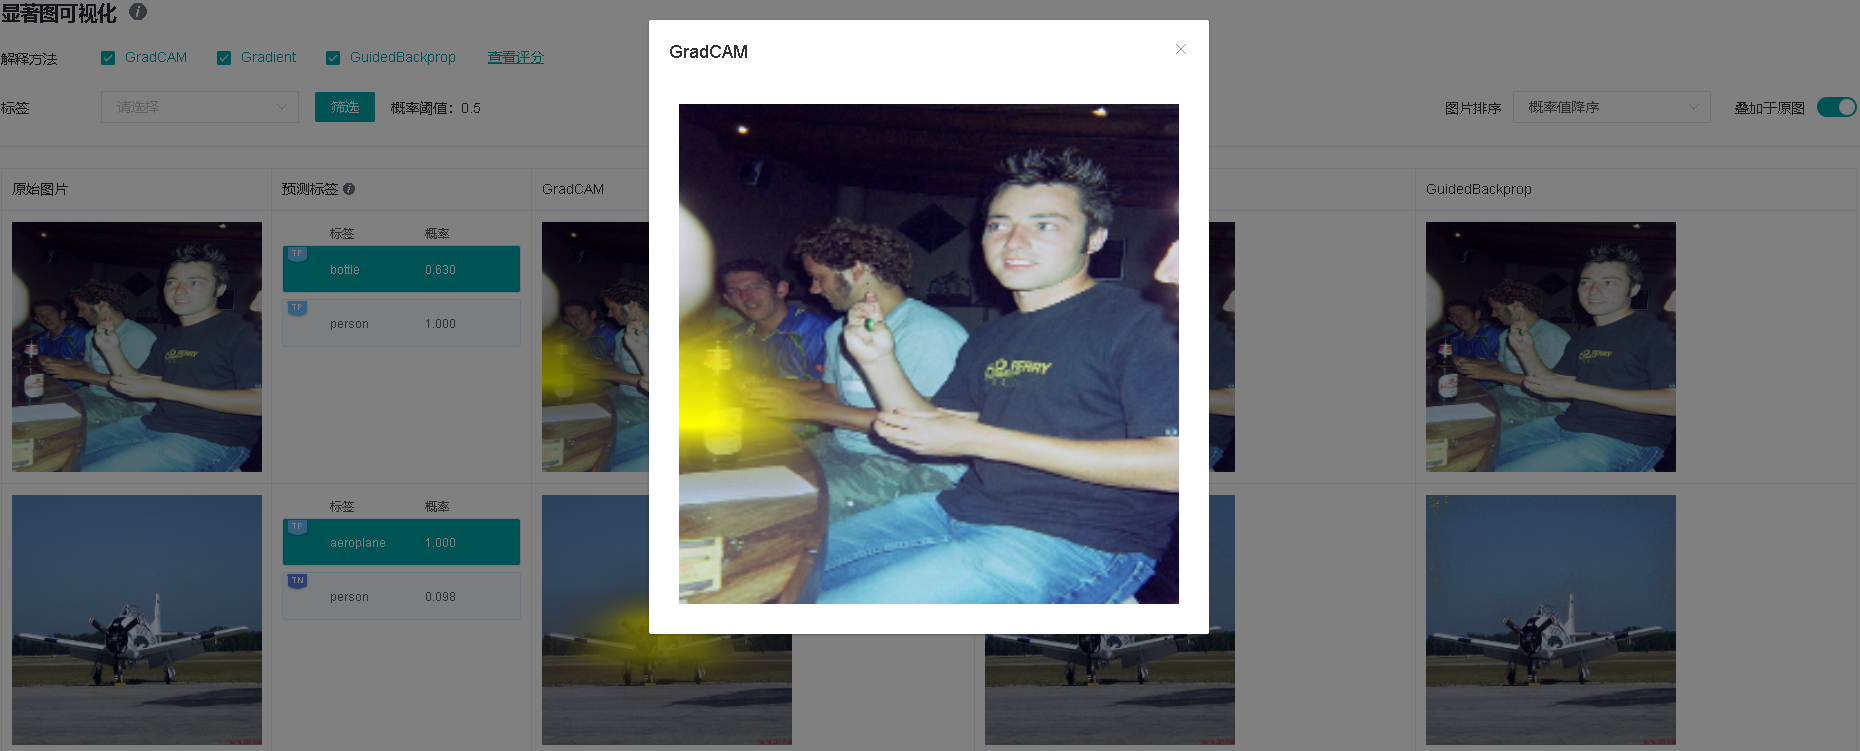 显著图可视化 i
解释方法 GradCAM Gradient GuidedBackprop 查看评分
标签 请选择 筛选 概率阈值：0.5 图片排序 概率值降序 叠加于原图
原始图片 预测标签 i GradCAM GuidedBackprop
标签 概率
TP
bottle 0.630
TP
person 1.000
标签 概率
TP
aeroplane 1.000
TN
person 0.098
GradCAM
FERRY